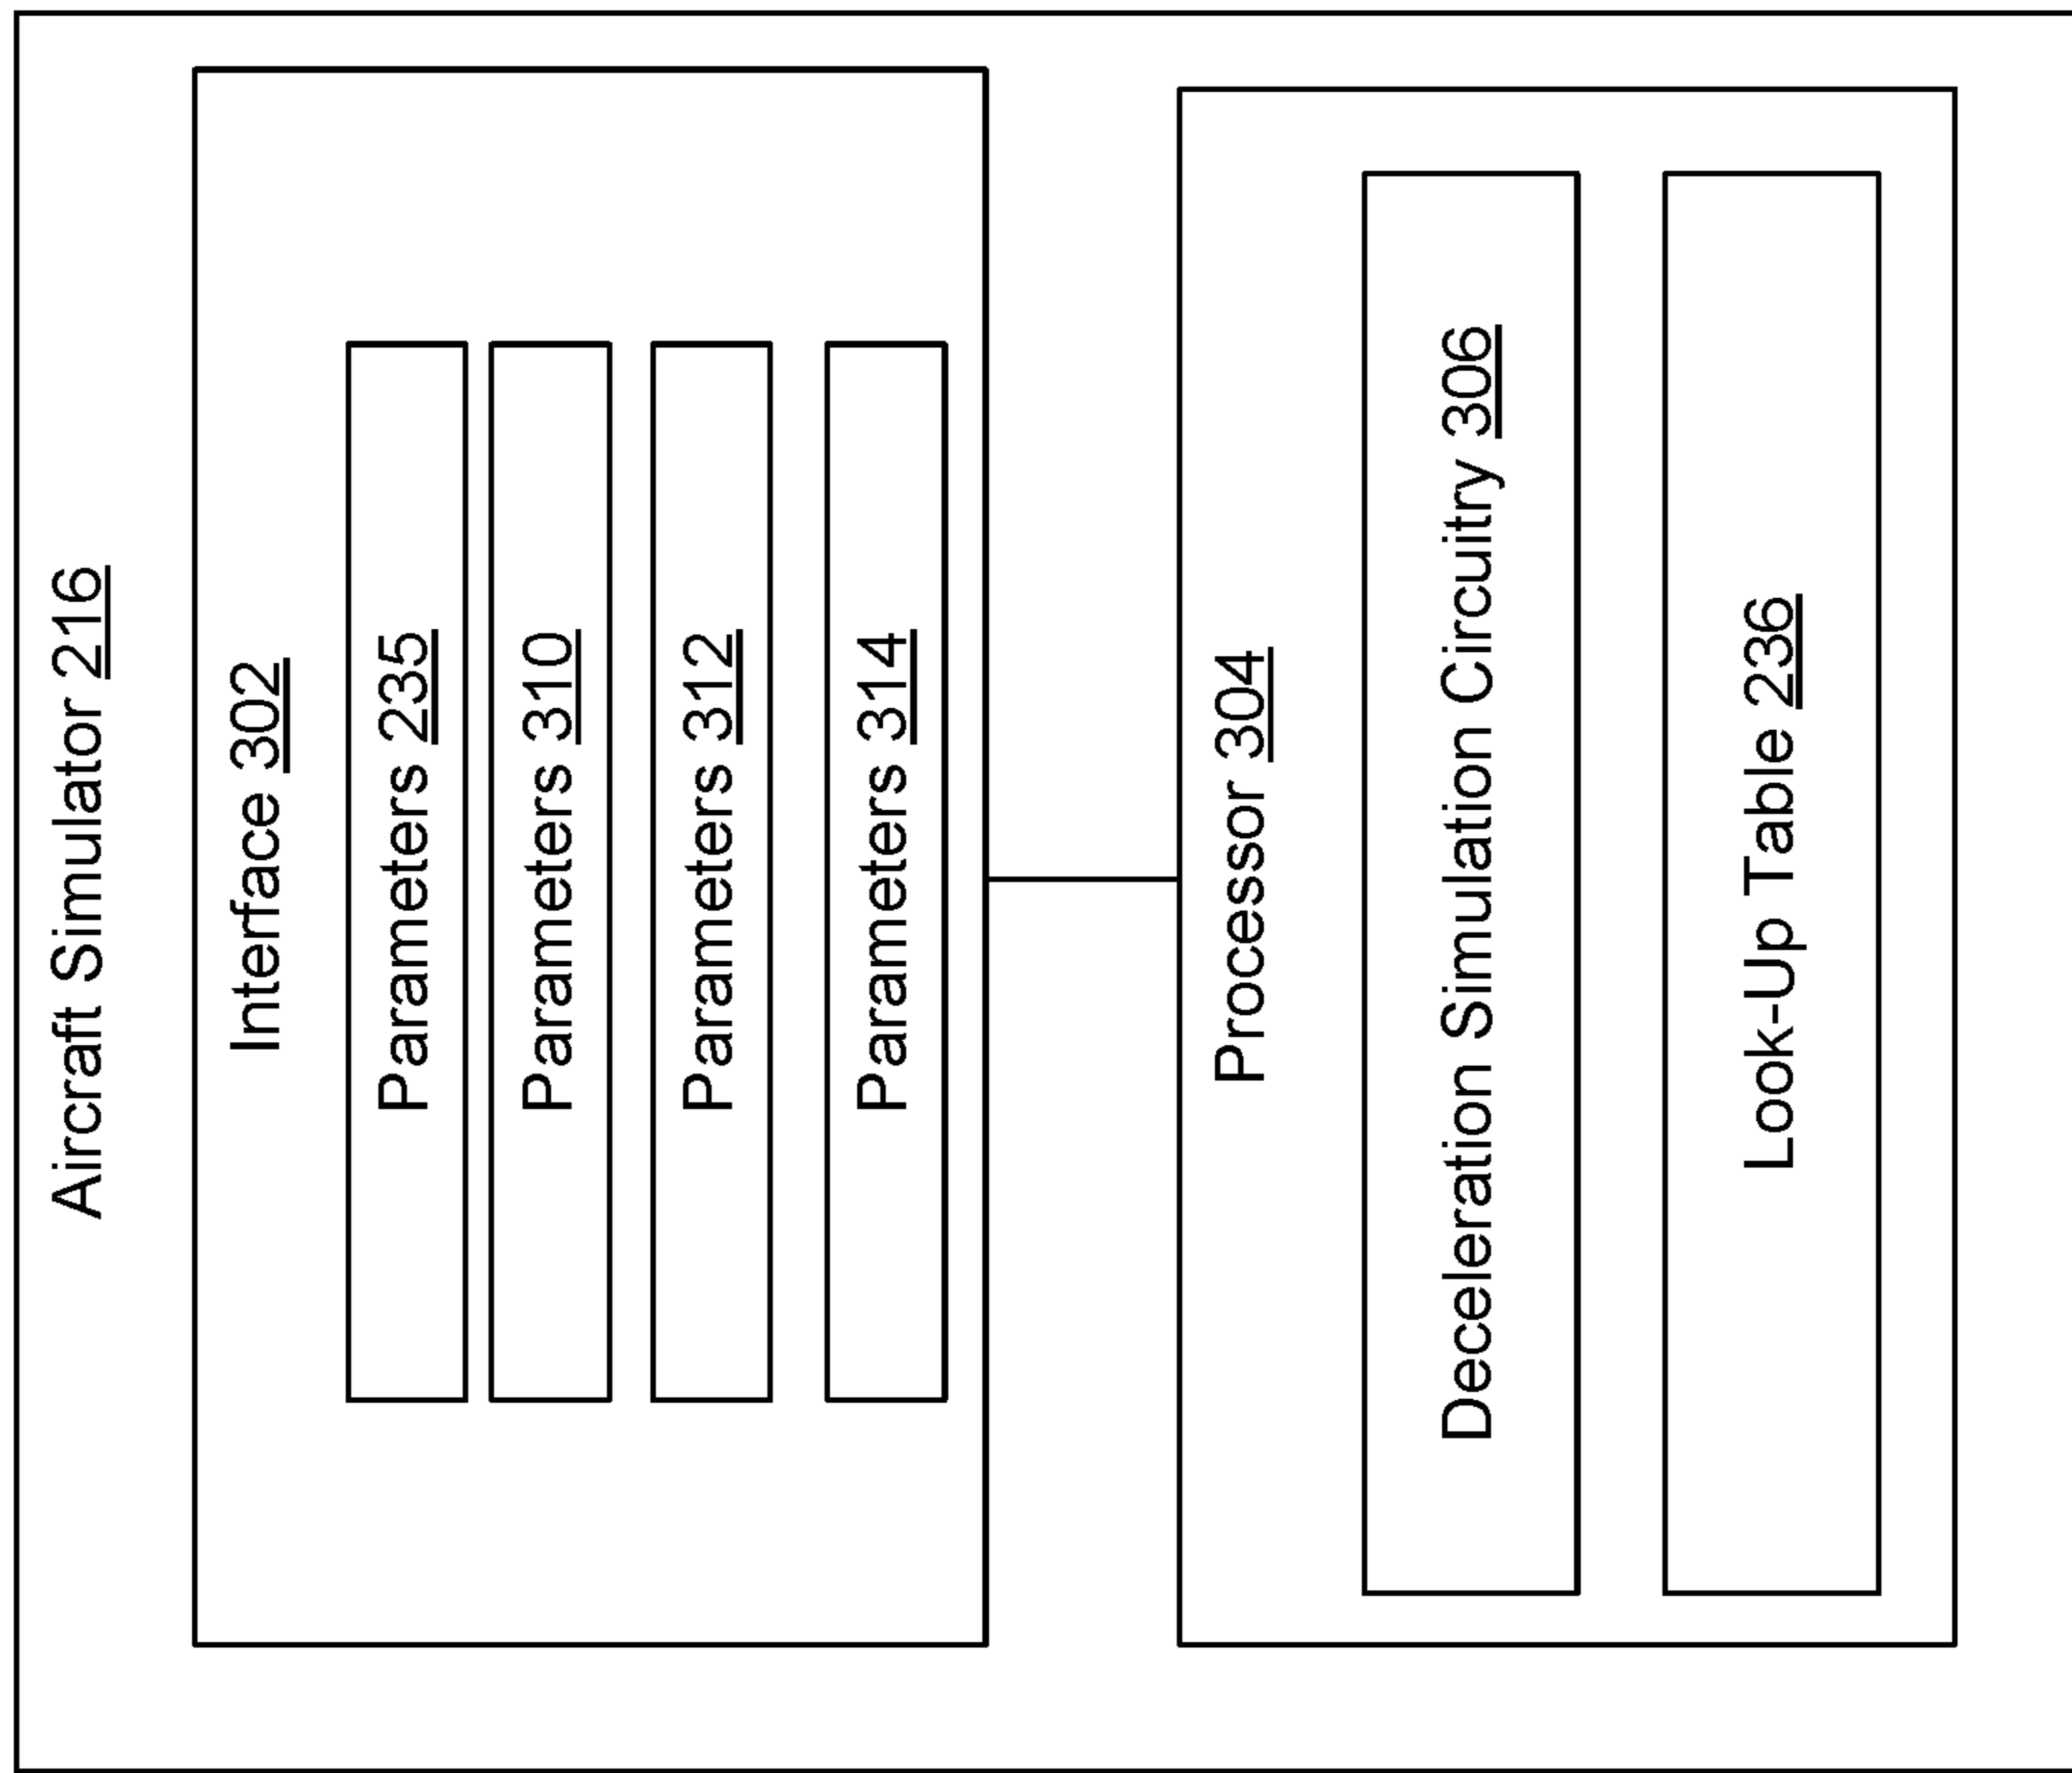 Aircraft Simulator 216
Interface 302
Parameters 235
Parameters 310
Parameters 312
Parameters 314
Processor 304
Deceleration Simulation Circuitry 306
Look-Up Table 236